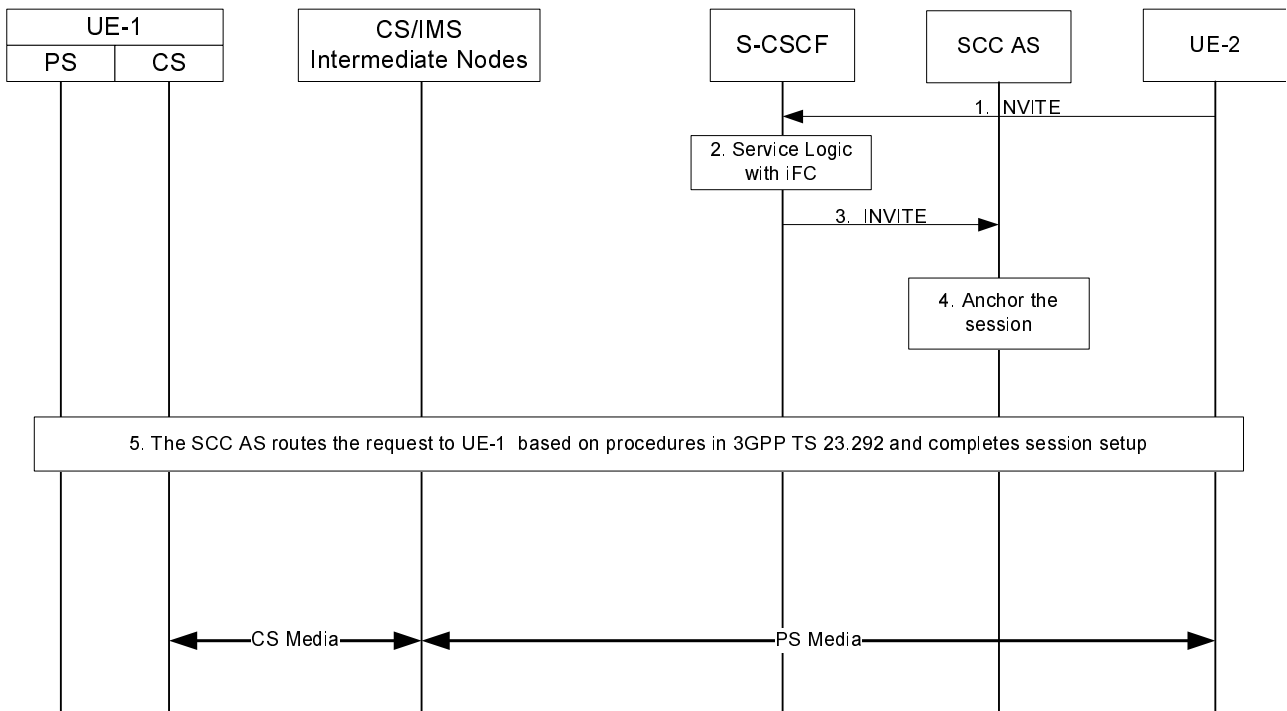 UE-1
PS CS
CS/IMS
Intermediate Nodes
S-CSCF
SCC AS
UE-2
1. INVITE
2. Service Logic
with iFC
3. INVITE
4. Anchor the
session
5. The SCC AS routes the request to UE-1 based on procedures in 3GPP TS 23.292 and completes session setup
CS Media
PS Media